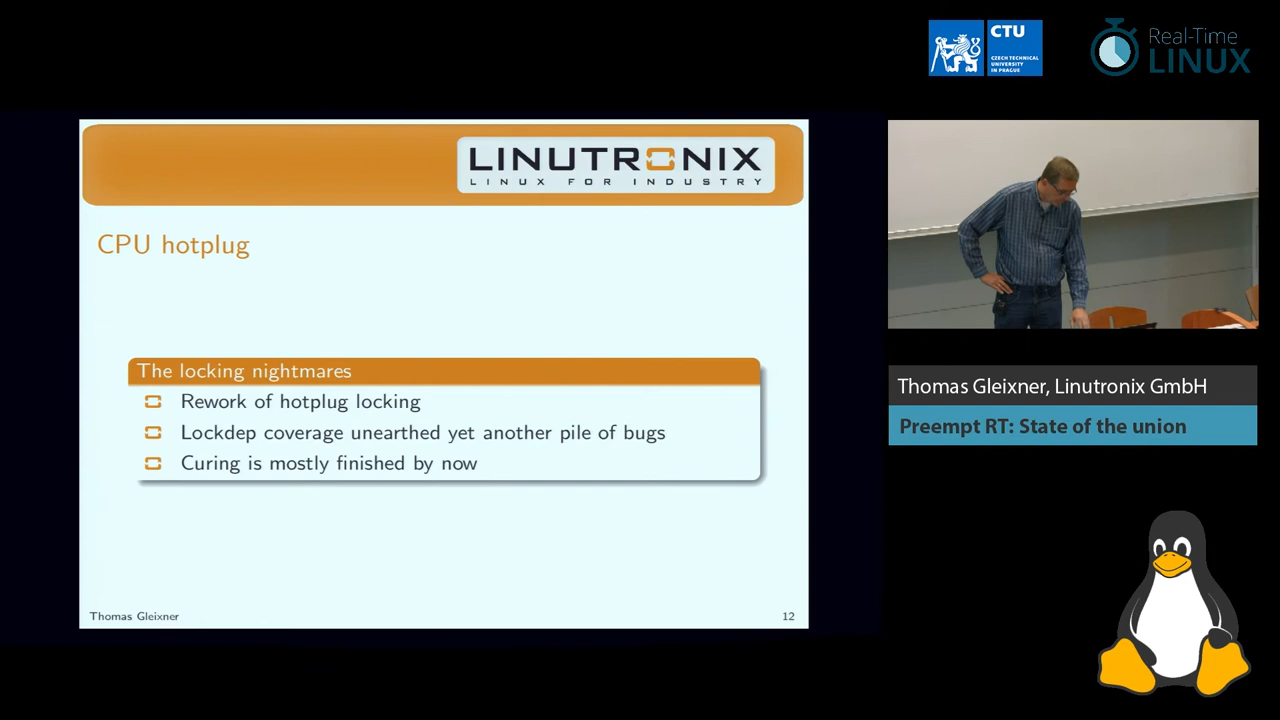 CTU
CZECH TECHNICAL
UNIVERSITY
IN PRAGUE
Real-Time
LINUX
LINUTRONIX
LINUX FOR INDUSTRY
CPU hotplug
The locking nightmares
Rework of hotplug locking
Lockdep coverage unearthed yet another pile of bugs
Curing is mostly finished by now
Thomas Gleixner
12
Thomas Gleixner, Linutronix GmbH
Preempt RT: State of the union